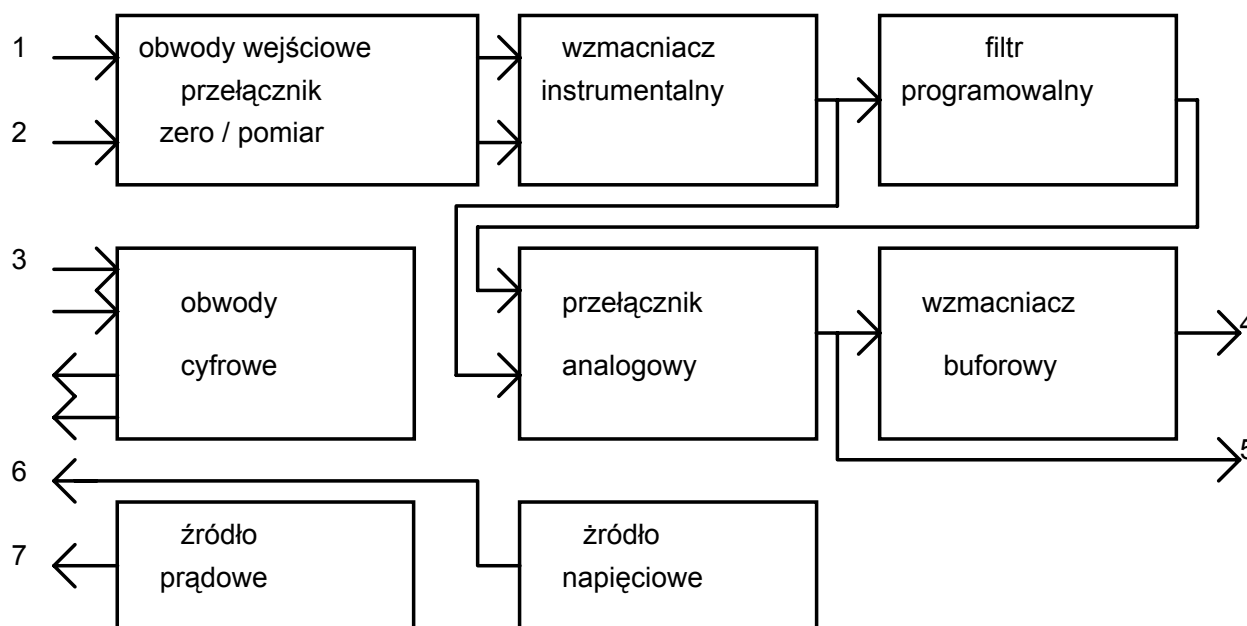 1
obwody wejściowe
przełącznik
2
zero / pomiar
wzmacniacz
instrumentalny
filtr
programowalny
3
obwody
cyfrowe
przełącznik
analogowy
wzmacniacz
buforowy
4
5
6
7
źródło
prądowe
żródło
napięciowe